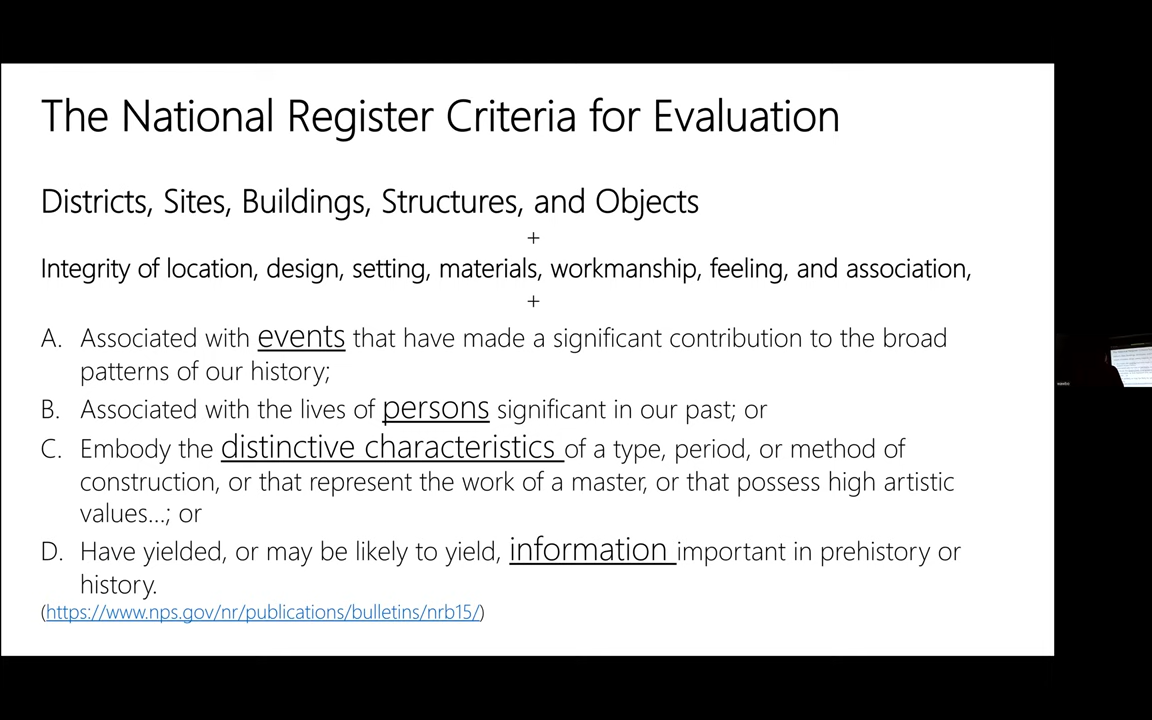 The National Register Criteria for Evaluation
Districts, Sites, Buildings, Structures, and Objects
+
Integrity of location, design, setting, materials, workmanship, feeling, and association,
+
A. Associated with events that have made a significant contribution to the broad
patterns of our history;
B. Associated with the lives of persons significant in our past; or
C. Embody the distinctive characteristics of a type, period, or method of
construction, or that represent the work of a master, or that possess high artistic
values...; or
D. Have yielded, or may be likely to yield, information important in prehistory or
history.
(https://www.nps.gov/nr/publications/bulletins/nrb15/)